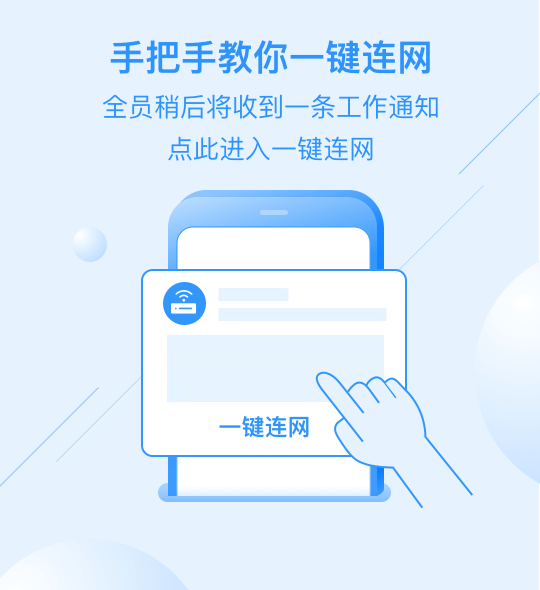 手把手教你一键连网
全员稍后将收到一条工作通知
点此进入一键连网
一键连网